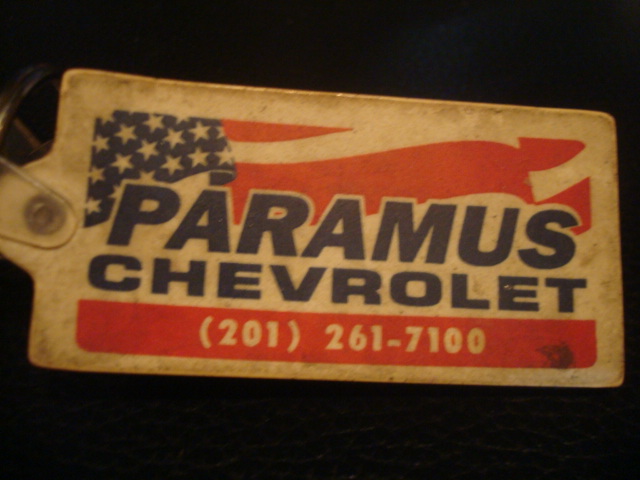 PARAMUS
CHEVROLET
(201) 261-7100